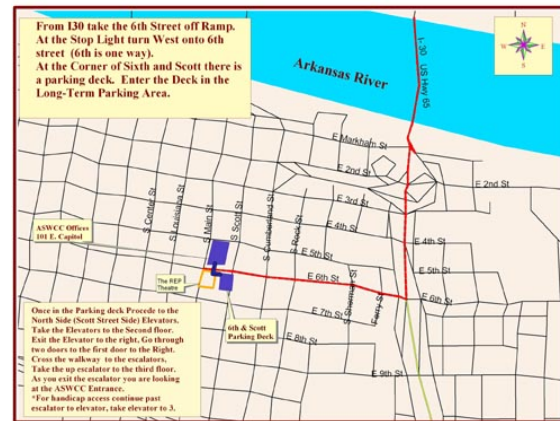 From I30 take the 6th Street off Ramp.
At the Stop Light turn West onto 6th
street (6th is one way).
At the Corner of Sixth and Scott there is
a parking deck. Enter the Deck in the
Long-Term Parking Area.
N
W E
S
I-30 US Hwy 65
Arkansas River
E Markham St
E 2nd St
E 2nd St
E 3rd St
E 4th St
E 4th St
E 5th St
E 5th St
E 6th St
E 6th St
E 7th St
E 8th St
E 9th St
S Center St
S Louisiana St
S Main St
S Scott St
S Cumberland St
S Rock St
S Sherman St
Ferry St
ASWCC Offices
101 E. Capitol
The REP
Theatre
6th & Scott
Parking Deck
Once in the Parking deck Procede to the
North Side (Scott Street Side) Elevators.
Take the Elevators to the Second floor.
Exit the Elevator to the right, Go through
two doors to the first door to the Right.
Cross the walkway to the escalators,
Take the up escalator to the third floor.
As you exit the escalator you are looking
at the ASWCC Entrance.
*For handicap access continue past
escalator to elevator, take elevator to 3.